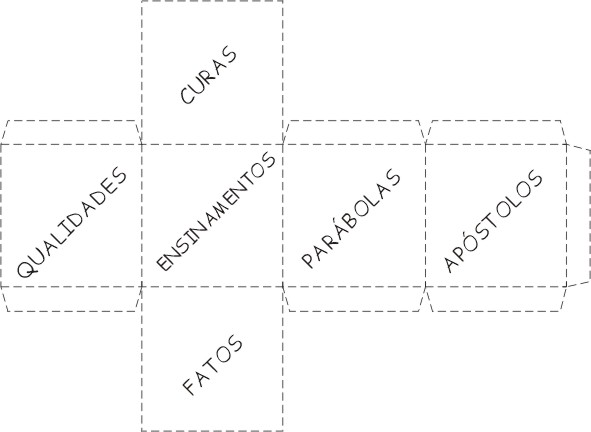 CURAS
QUALIDADES
ENSINAMENTOS
PARÁBOLAS
APÓSTOLOS
FATOS